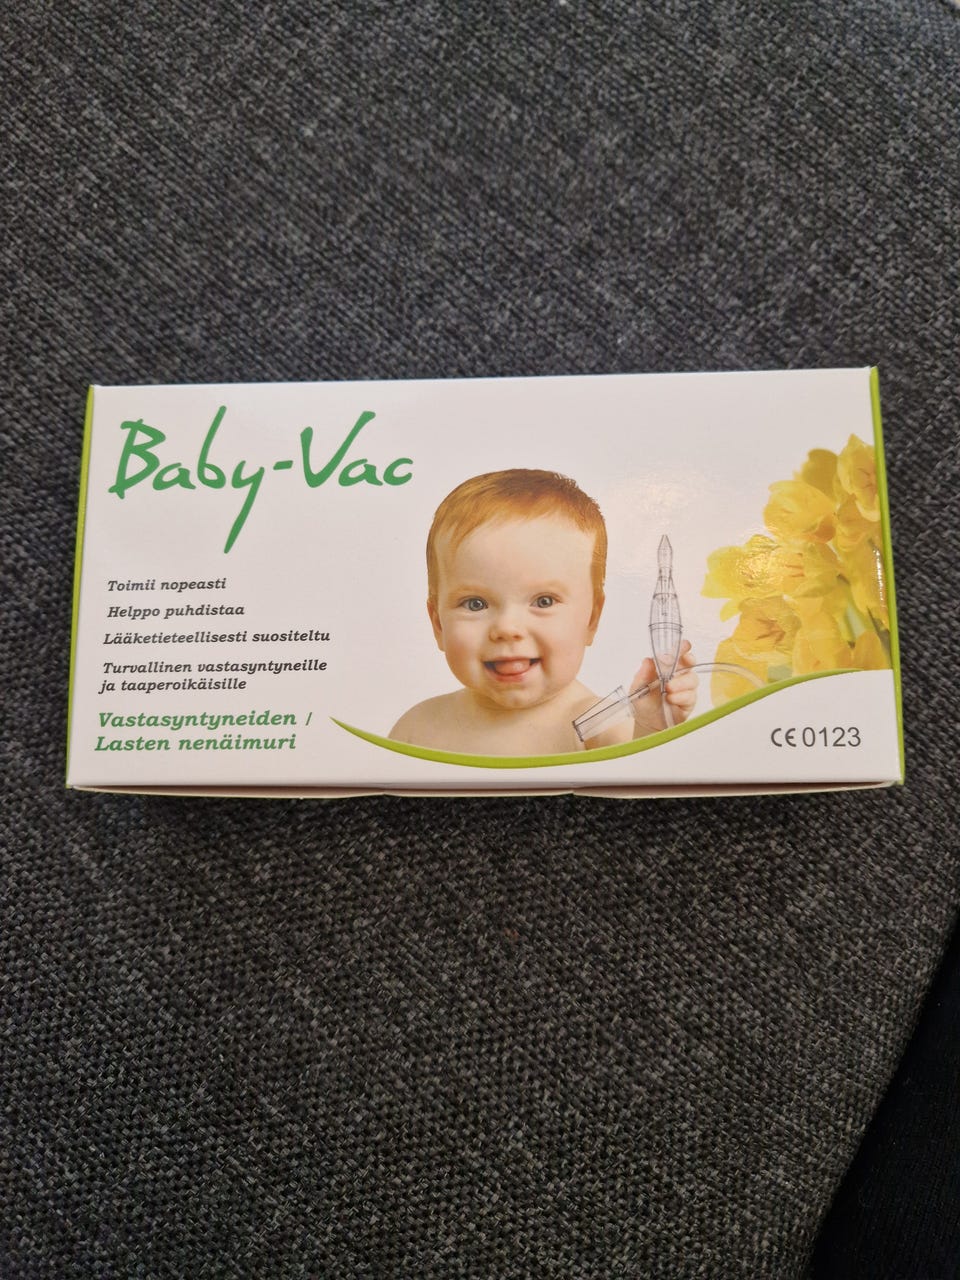 Baby-Vac
Toimii nopeasti
Helppo puhdistaa
Lääketieteellisesti suositeltu
Turvallinen vastasyntyneille
ja taaperoikäisille
Vastasyntyneiden /
Lasten nenäimuri
CE 0123